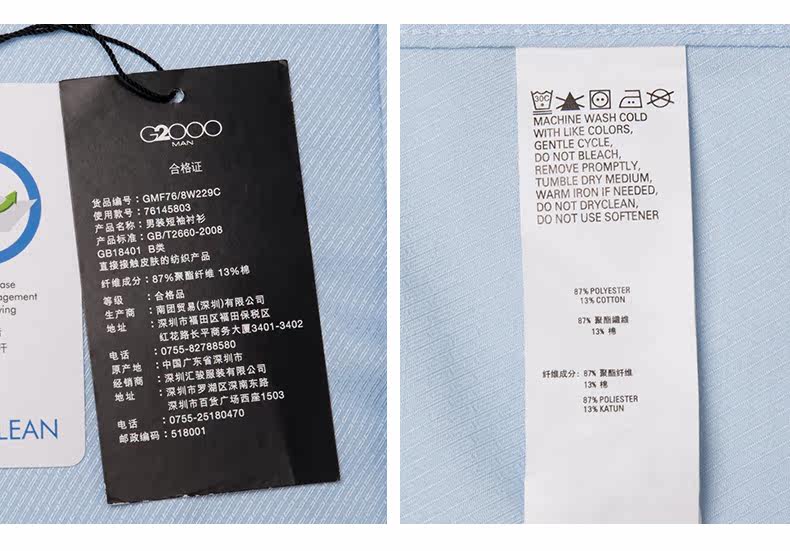 ase
agement
ving
LEAN
G2000
MAN
合格证
货品编号：GMF76/8W229C
使用款号：76145803
产品名称：男装短袖衬衫
产品标准：GB/T2660-2008
GB18401 B类
直接接触皮肤的纺织产品
纤维成分：87%聚酯纤维 13%棉
等级：合格品
生产商：南团贸易(深圳)有限公司
地址：深圳市福田区福田保税区
红花路长平商务大厦3401-3402
电话：0755-82788580
原产地：中国广东省深圳市
经销商：深圳汇骏服装有限公司
地址：深圳市罗湖区深南东路
深圳市百货广场西座1503
电话：0755-25180470
邮政编码：518001
30C
MACHINE WASH COLD
WITH LIKE COLORS,
GENTLE CYCLE,
DO NOT BLEACH,
REMOVE PROMPTLY,
TUMBLE DRY MEDIUM,
WARM IRON IF NEEDED,
DO NOT DRYCLEAN,
DO NOT USE SOFTENER
87% POLYESTER
13% COTTON
87% 聚酯纖維
13% 棉
纤维成分：87% 聚酯纤维
13% 棉
87% POLIESTER
13% KATUN